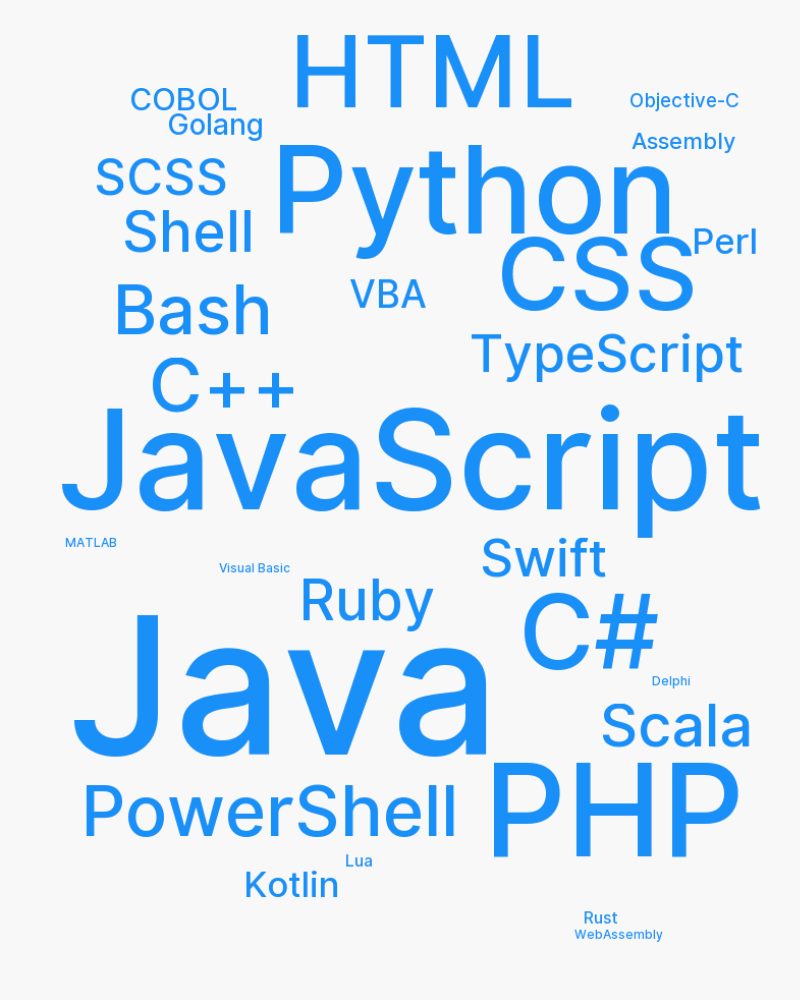 HTML
COBOL
Objective-C
Golang
Assembly
SCSS
Python
Shell
Perl
CSS
VBA
Bash
TypeScript
C++
JavaScript
MATLAB
Swift
Visual Basic
Ruby
C#
Java
Delphi
Scala
PowerShell
PHP
Lua
Kotlin
Rust
WebAssembly